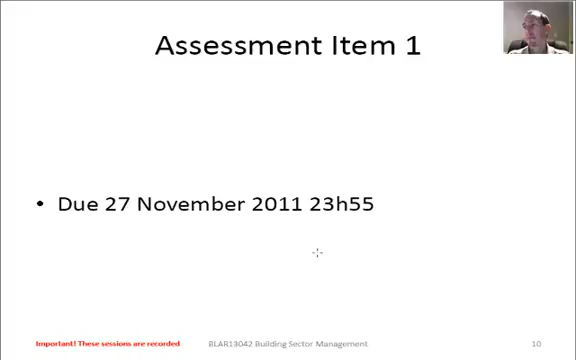 Assessment Item 1
• Due 27 November 2011 23h55
Important! These sessions are recorded
BLAR13042 Building Sector Management
10